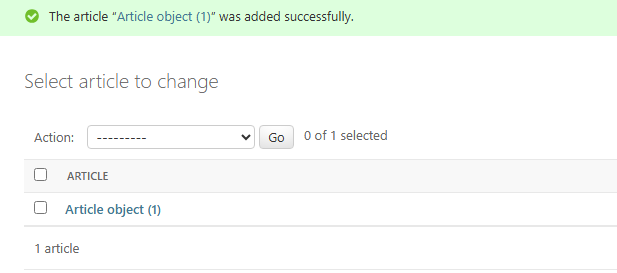 The article “Article object (1)” was added successfully.
Select article to change
Action: --------- Go 0 of 1 selected
ARTICLE
Article object (1)
1 article